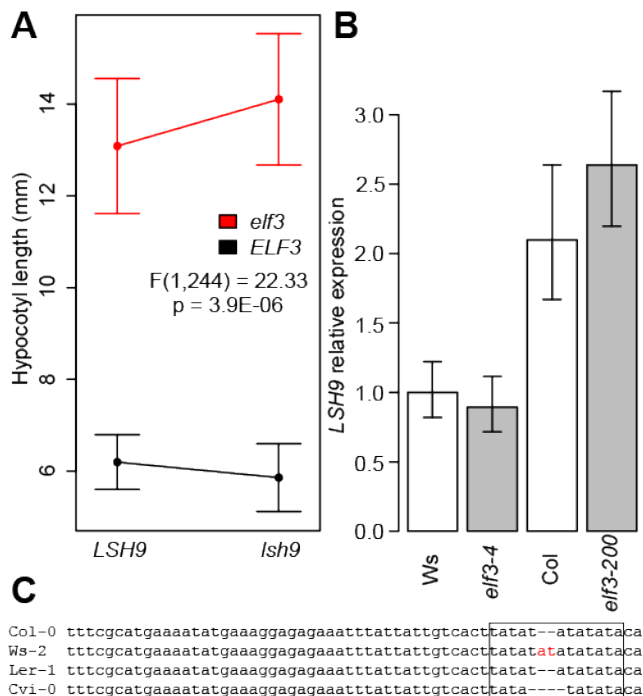 A
B
Hypocotyl length (mm)
14
12
10
8
6
elf3
ELF3
F(1,244) = 22.33
p = 3.9E-06
LSH9
lsh9
LSH9 relative expression
3.0
2.5
2.0
1.5
1.0
0.5
0.0
Ws
elf3-4
Col
elf3-200
C
Col-0 tttcgcatgaaaatatgaaaggagagaaatttattattgtcacttatat--atatataca
Ws-2 tttcgcatgaaaatatgaaaggagagaaatttattattgtcacttatatatatatataca
Ler-1 tttcgcatgaaaatatgaaaggagagaaatttattattgtcacttatat--atatataca
Cvi-0 tttcgcatgaaaatatgaaaggagagaaatttattattgtcacttata----tatataca